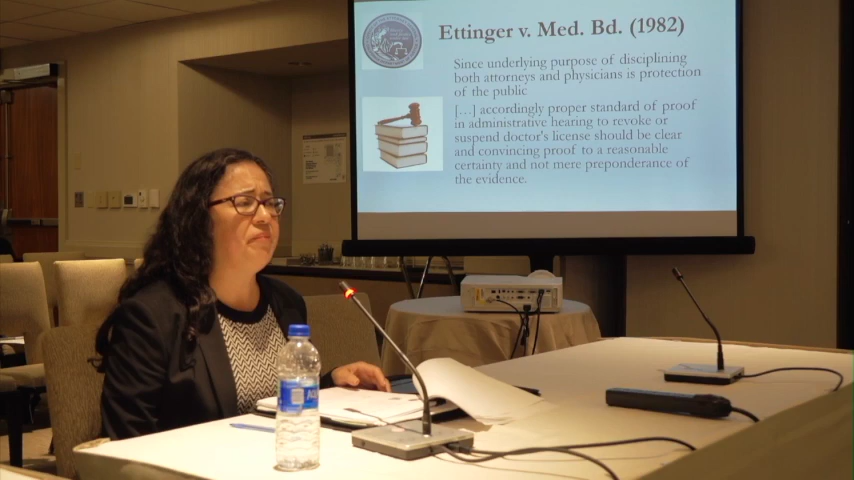 Ettinger v. Med. Bd. (1982)
Since underlying purpose of disciplining
both attorneys and physicians is protection
of the public
[…] accordingly proper standard of proof
in administrative hearing to revoke or
suspend doctor's license should be clear
and convincing proof to a reasonable
certainty and not mere preponderance of
the evidence.